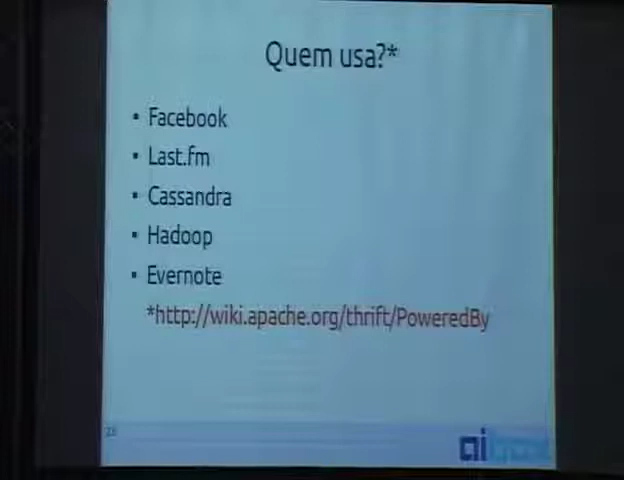 Quem usa?*
• Facebook
• Last.fm
• Cassandra
• Hadoop
• Evernote
*http://wiki.apache.org/thrift/PoweredBy